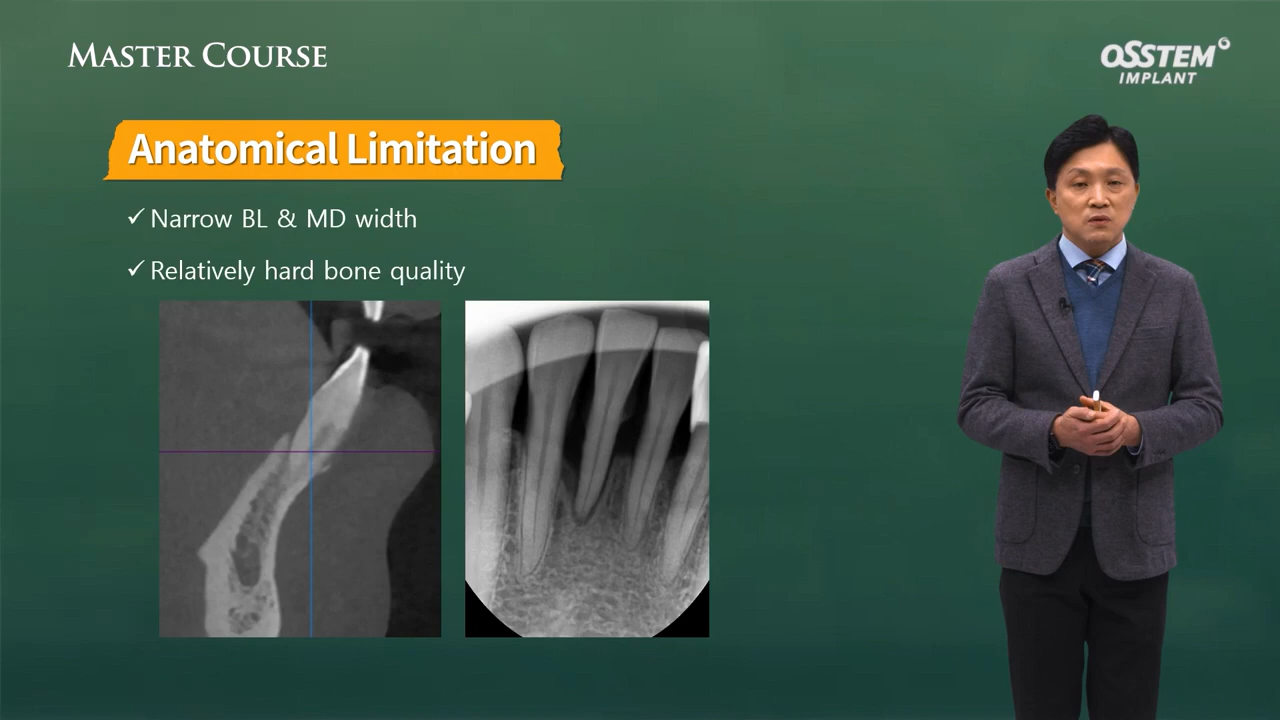 MASTER COURSE
OSSTEM
IMPLANT
Anatomical Limitation
✓ Narrow BL & MD width
✓ Relatively hard bone quality